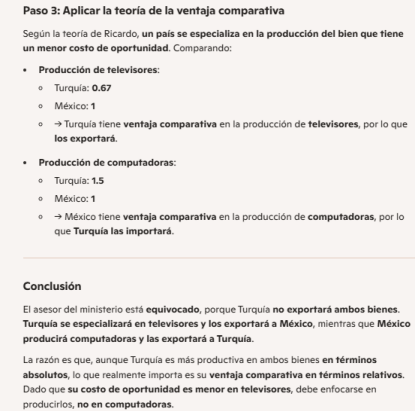 Paso 3: Aplicar la teoría de la ventaja comparativa
Según la teoría de Ricardo, un país se especializa en la producción del bien que tiene
un menor costo de oportunidad. Comparando:
• Producción de televisores:
○ Turquía: 0.67
○ México: 1
○ → Turquía tiene ventaja comparativa en la producción de televisores, por lo que
los exportará.
• Producción de computadoras:
○ Turquía: 1.5
○ México: 1
○ → México tiene ventaja comparativa en la producción de computadoras, por lo
que Turquía las importará.
Conclusión
El asesor del ministerio está equivocado, porque Turquía no exportará ambos bienes.
Turquía se especializará en televisores y los exportará a México, mientras que México
producirá computadoras y las exportará a Turquía.
La razón es que, aunque Turquía es más productiva en ambos bienes en términos
absolutos, lo que realmente importa es su ventaja comparativa en términos relativos.
Dado que su costo de oportunidad es menor en televisores, debe enfocarse en
producirlos, no en computadoras.